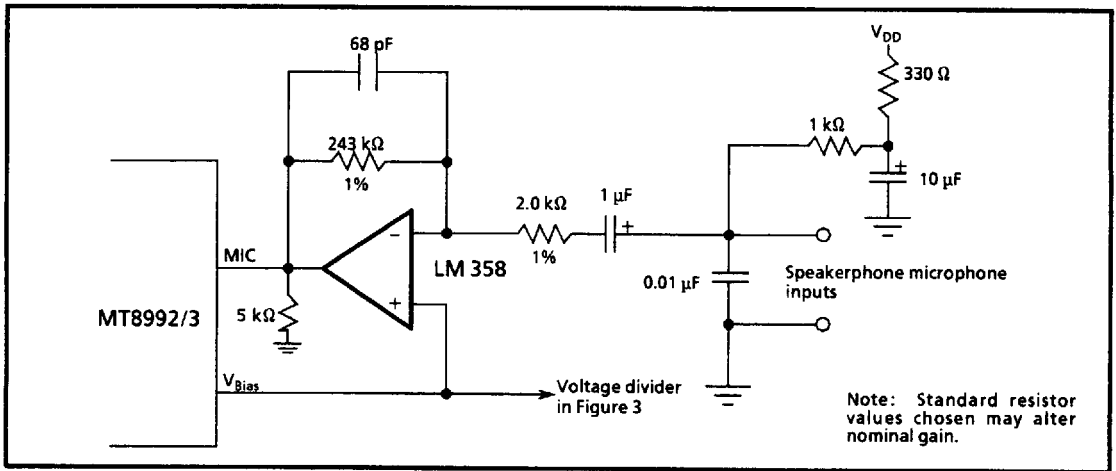 68 pF
V_DD
330 Ω
243 kΩ
1%
1 kΩ
+
10 µF
2.0 kΩ
1%
1 µF
+
−
+
LM 358
MIC
0.01 µF
Speakerphone microphone
inputs
5 kΩ
MT8992/3
V_Bias
Voltage divider
in Figure 3
Note: Standard resistor
values chosen may alter
nominal gain.